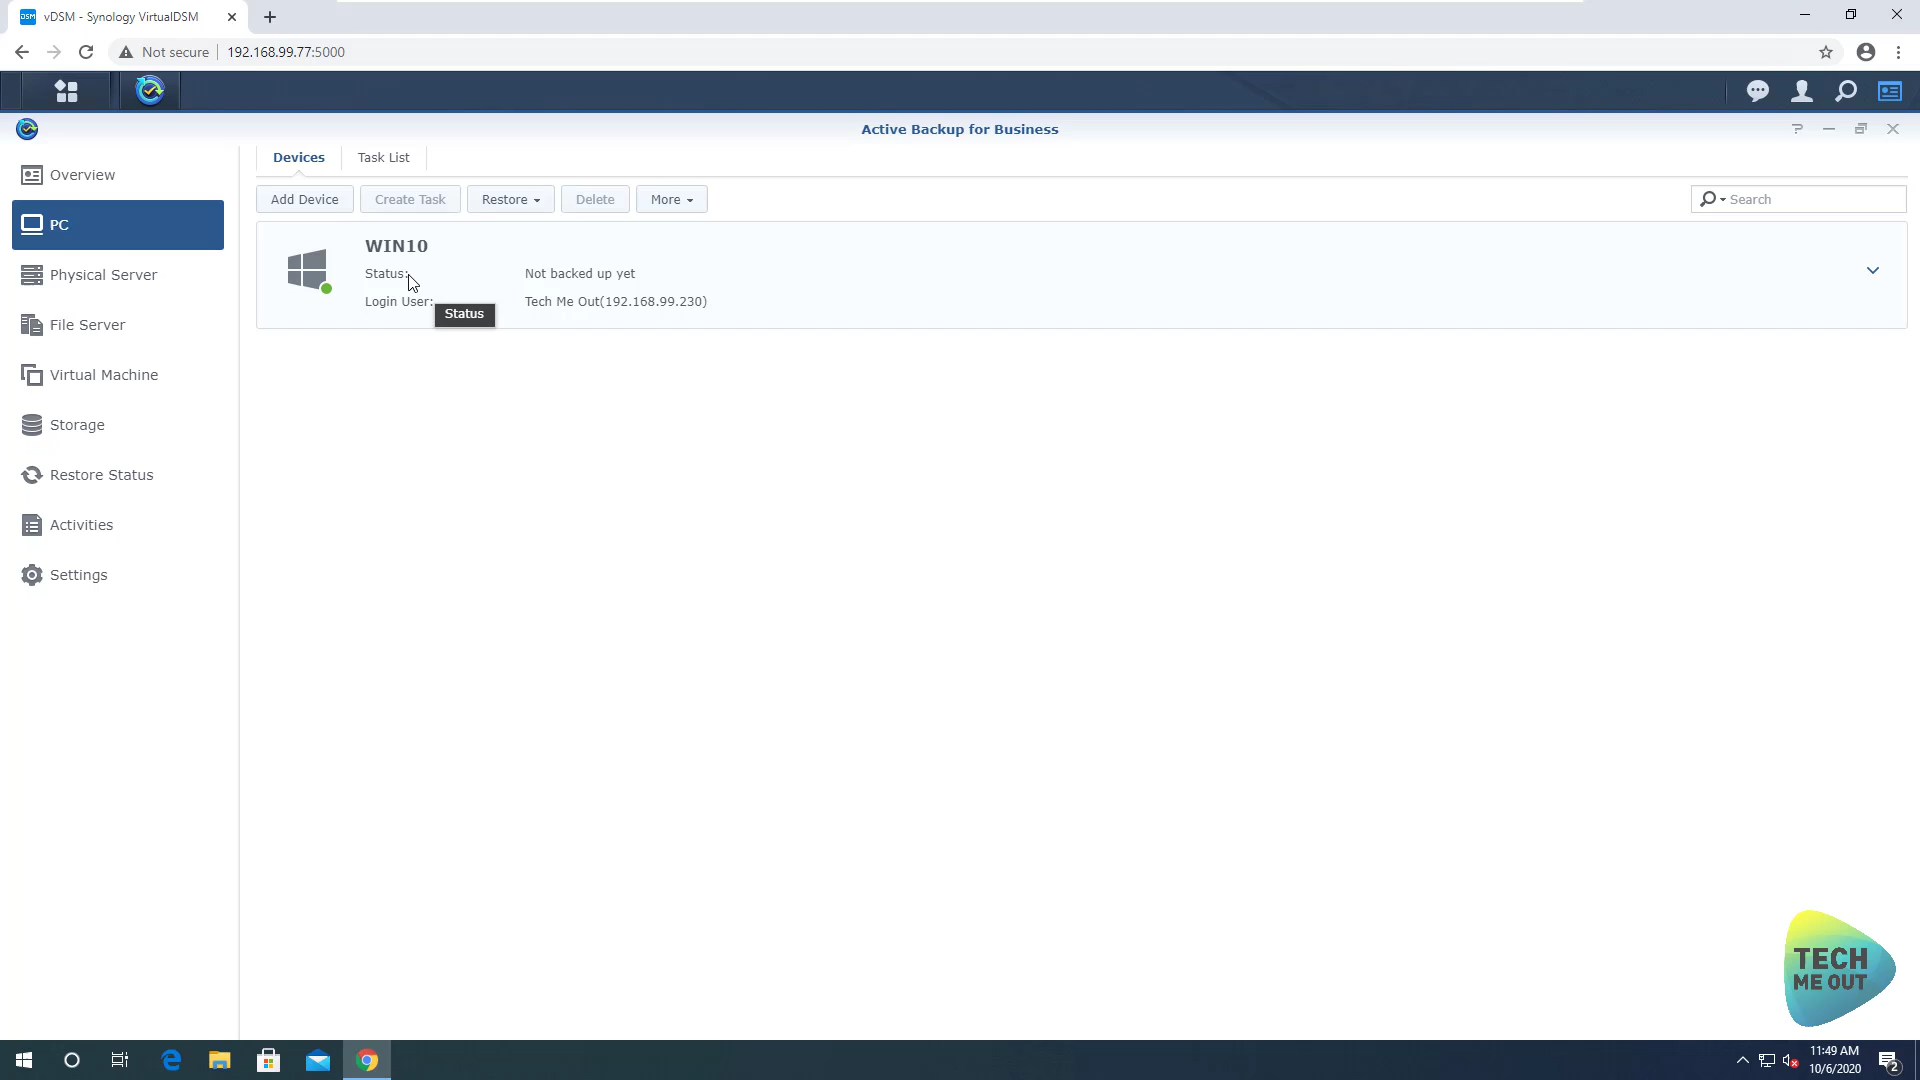 vDSM - Synology VirtualDSM
Not secure
192.168.99.77:5000
Active Backup for Business
Overview
PC
Physical Server
File Server
Virtual Machine
Storage
Restore Status
Activities
Settings
Devices
Task List
Add Device
Create Task
Restore
Delete
More
Search
WIN10
Status: Not backed up yet
Login User: Tech Me Out(192.168.99.230)
Status
TECH
ME OUT
11:49 AM
10/6/2020
2